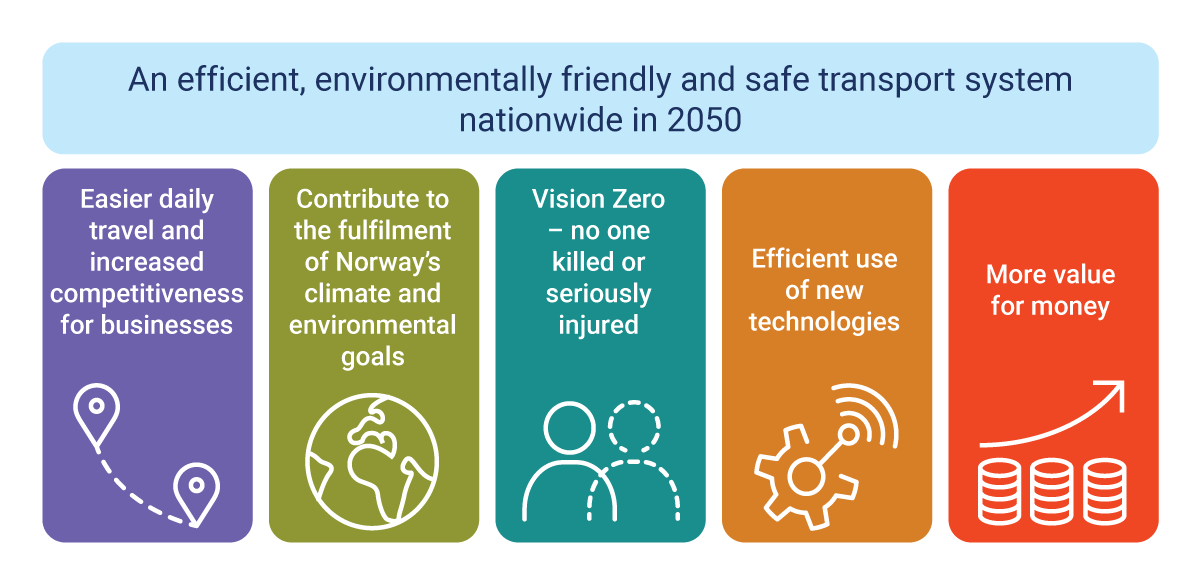 An efficient, environmentally friendly and safe transport system
nationwide in 2050
Easier daily
travel and
increased
competitiveness
for businesses
Contribute to
the fulfilment
of Norway’s
climate and
environmental
goals
Vision Zero
– no one
killed or
seriously
injured
Efficient use
of new
technologies
More value
for money